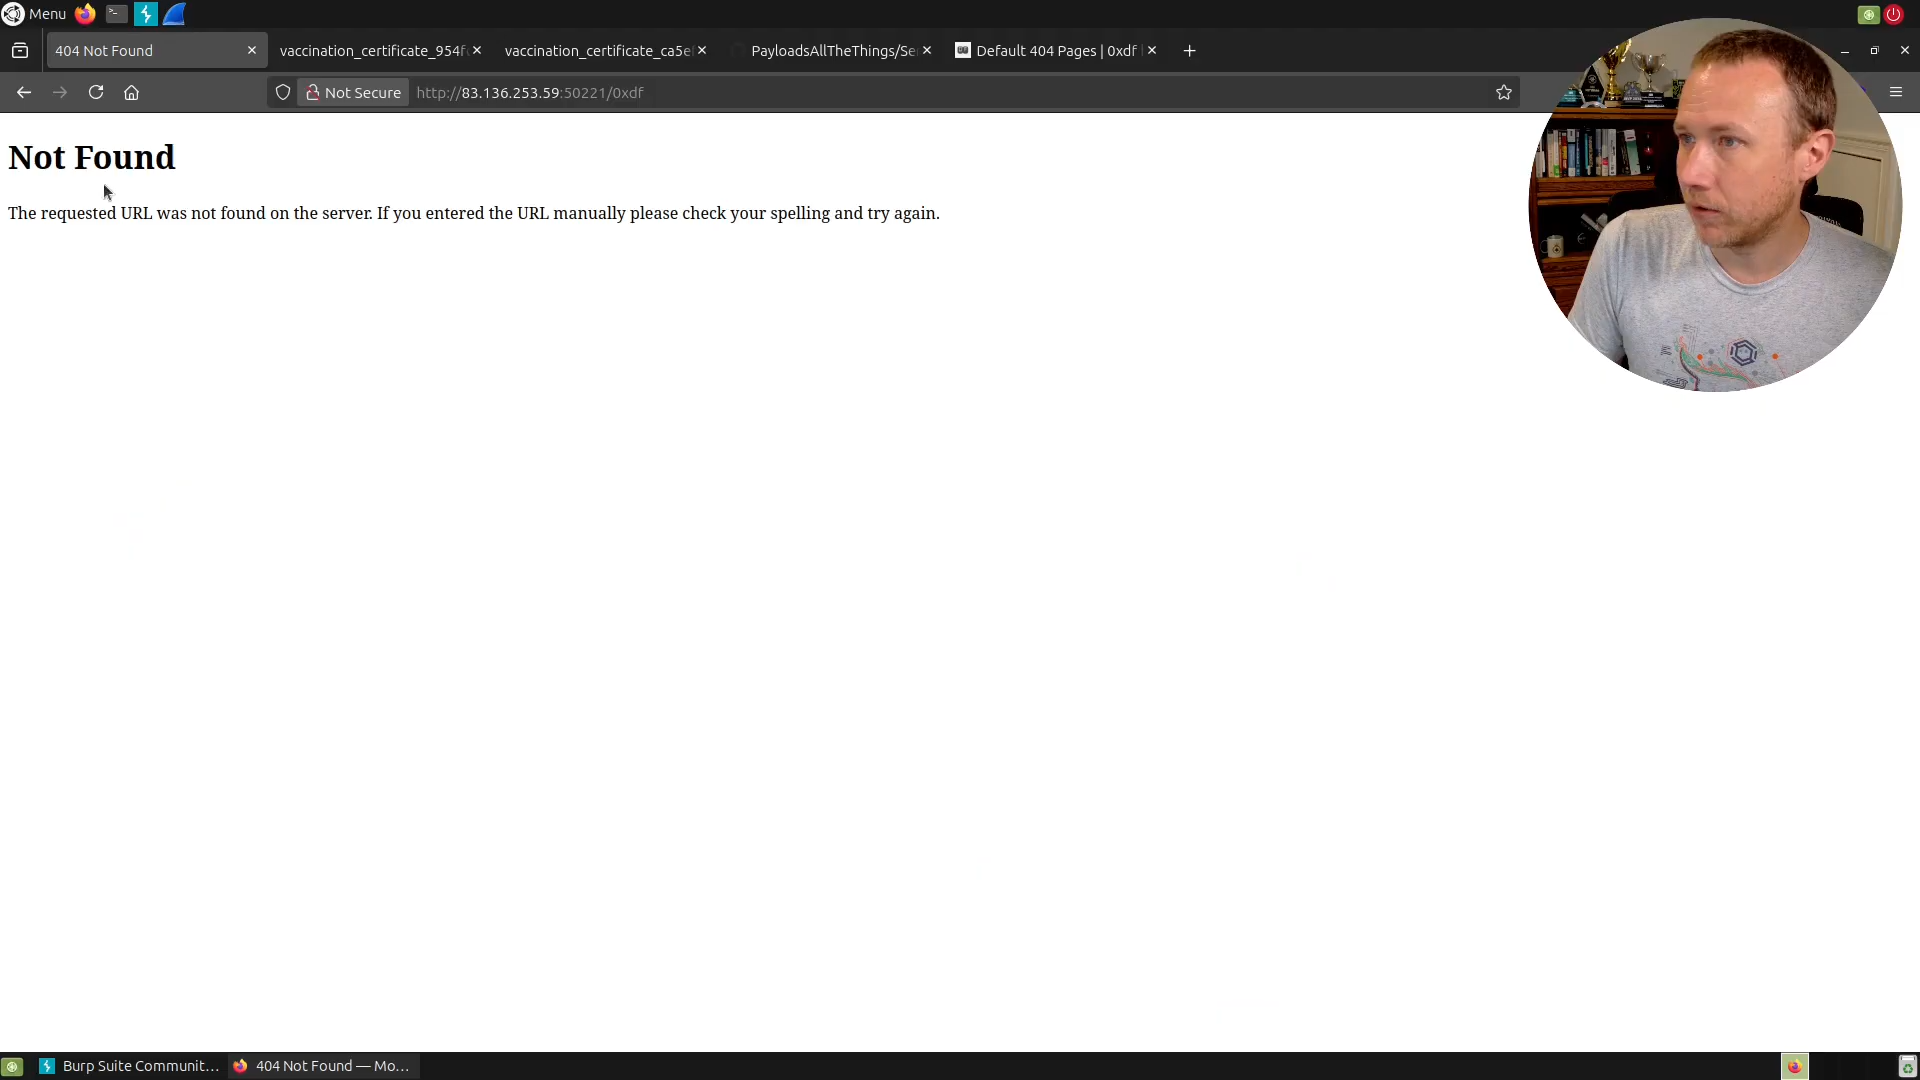 Menu
404 Not Found
vaccination_certificate_954f
vaccination_certificate_ca5e
PayloadsAllTheThings/Se
Default 404 Pages | 0xdf
Not Secure
http://83.136.253.59:50221/0xdf
Not Found
The requested URL was not found on the server. If you entered the URL manually please check your spelling and try again.
Burp Suite Communit...
404 Not Found — Mo...